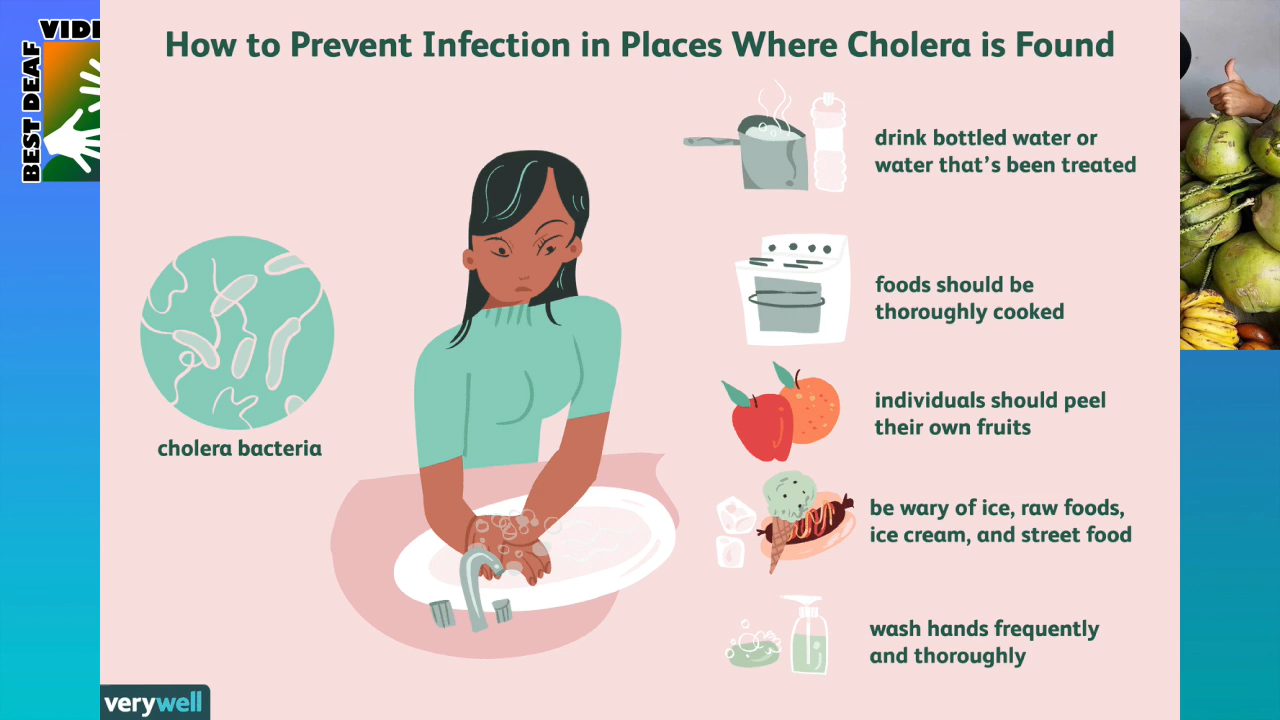 VIDE
BEST DEAF
How to Prevent Infection in Places Where Cholera is Found
drink bottled water or
water that's been treated
foods should be
thoroughly cooked
individuals should peel
their own fruits
be wary of ice, raw foods,
ice cream, and street food
wash hands frequently
and thoroughly
cholera bacteria
verywell